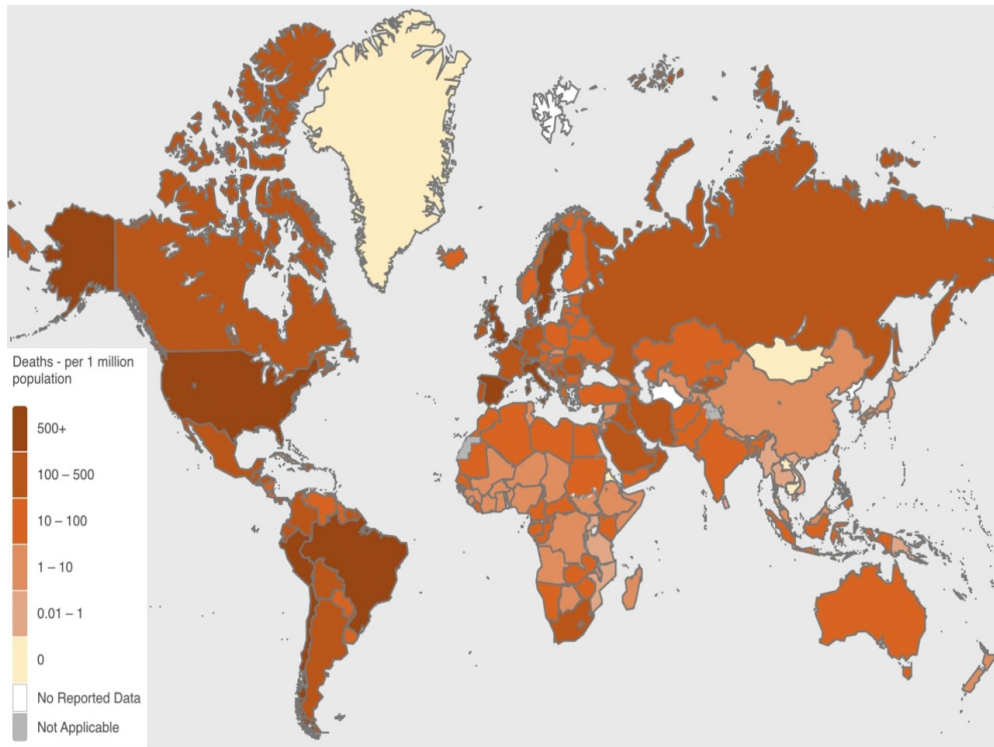 Deaths - per 1 million
population
500+
100 – 500
10 – 100
1 – 10
0.01 – 1
0
No Reported Data
Not Applicable